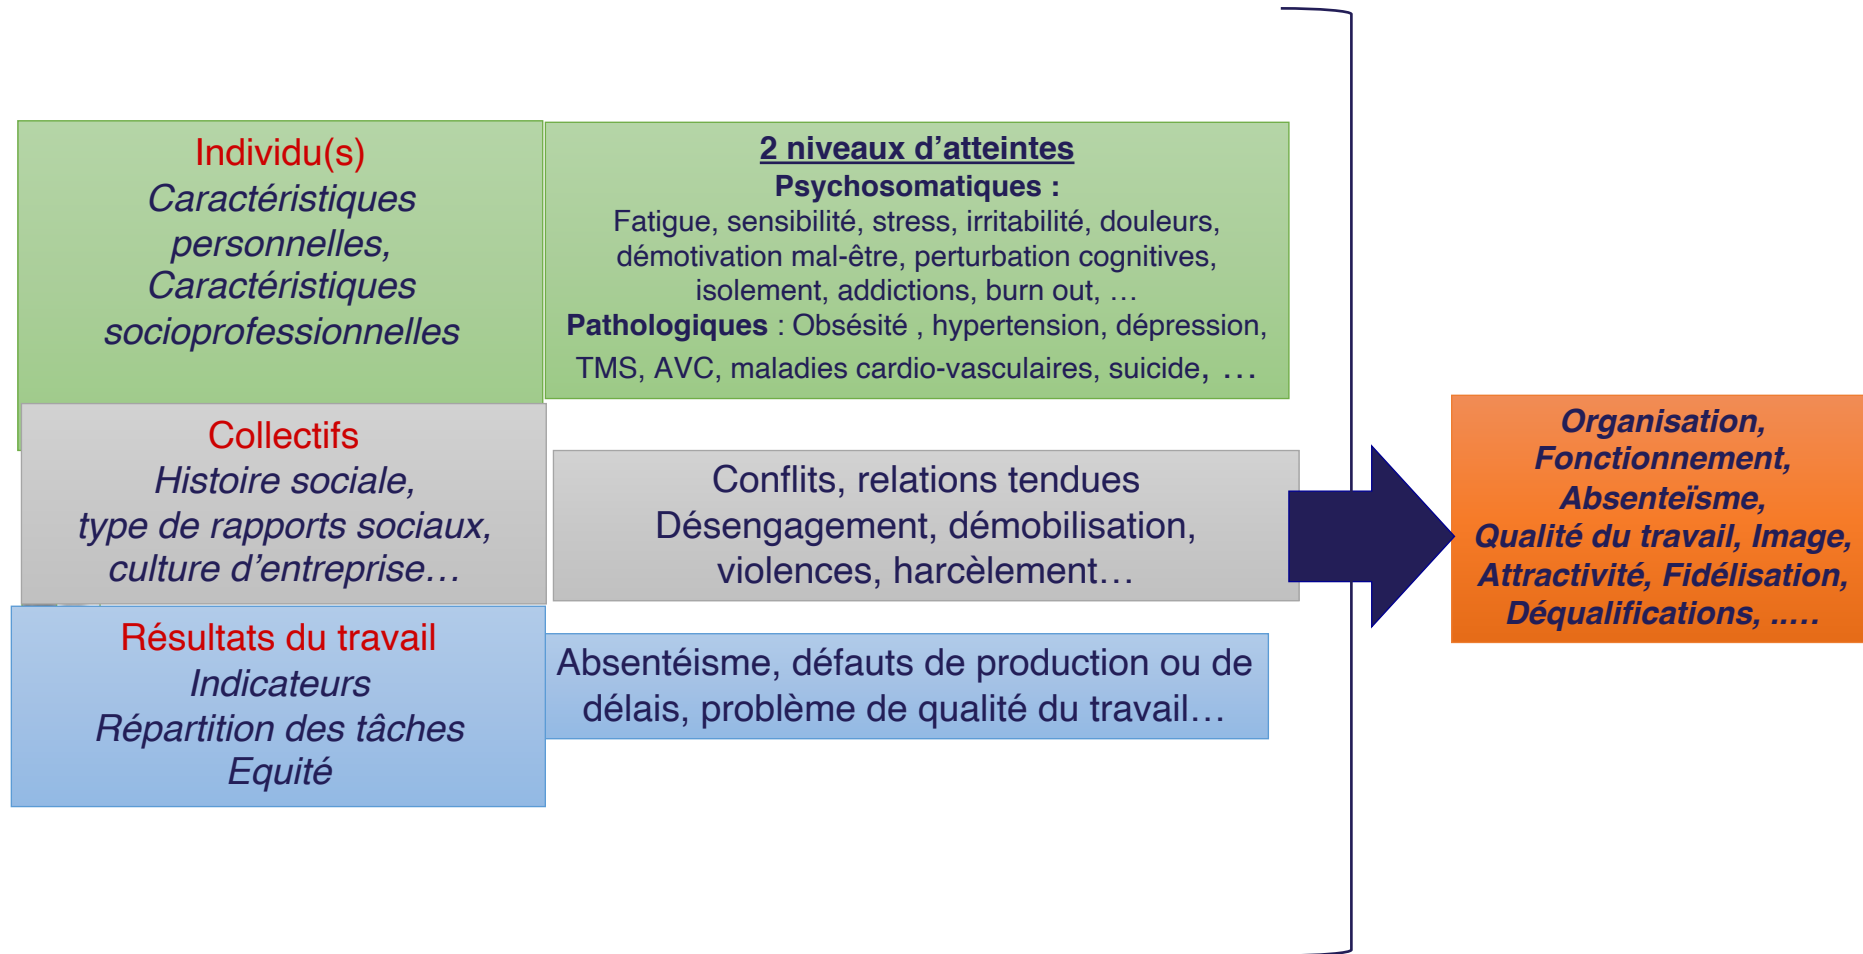 Individu(s)
Caractéristiques
personnelles,
Caractéristiques
socioprofessionnelles
2 niveaux d’atteintes
Psychosomatiques :
Fatigue, sensibilité, stress, irritabilité, douleurs,
démotivation mal-être, perturbation cognitives,
isolement, addictions, burn out, …
Pathologiques : Obsésité , hypertension, dépression,
TMS, AVC, maladies cardio-vasculaires, suicide, …
Collectifs
Histoire sociale,
type de rapports sociaux,
culture d’entreprise…
Conflits, relations tendues
Désengagement, démobilisation,
violences, harcèlement…
Résultats du travail
Indicateurs
Répartition des tâches
Equité
Absentéisme, défauts de production ou de
délais, problème de qualité du travail…
Organisation,
Fonctionnement,
Absenteïsme,
Qualité du travail, Image,
Attractivité, Fidélisation,
Déqualifications, ..…